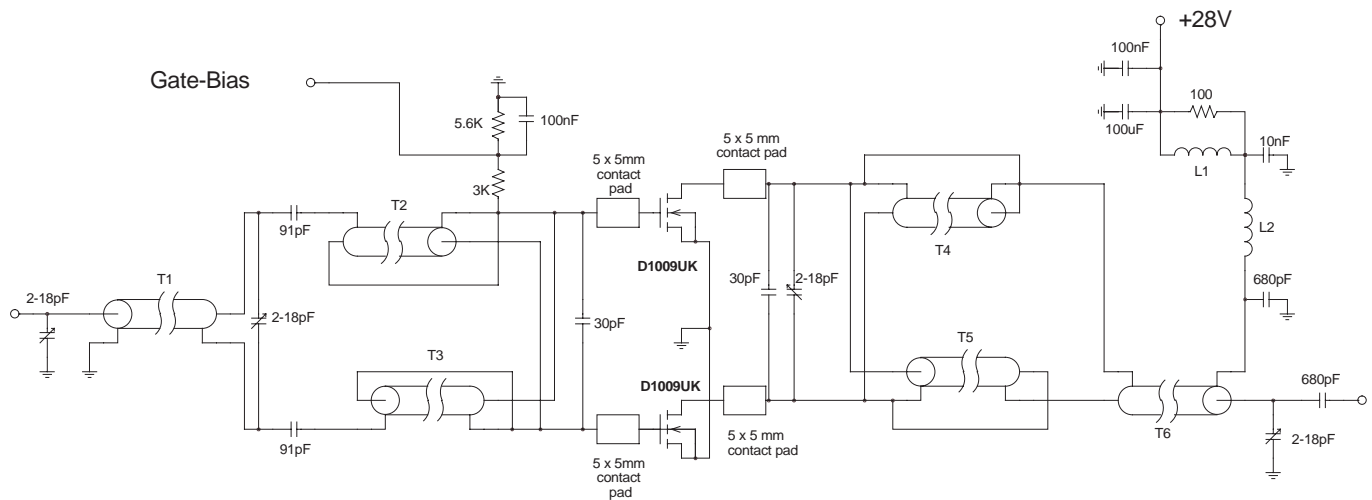 +28V
100nF
Gate-Bias
100
5.6K
100nF
100uF
5 x 5 mm
contact pad
10nF
5 x 5mm
contact pad
L1
3K
T2
91pF
L2
T4
D1009UK
T1
2-18pF
2-18pF
30pF
30pF
2-18pF
680pF
T3
T5
D1009UK
680pF
91pF
5 x 5 mm
contact pad
T6
2-18pF
5 x 5mm
contact pad